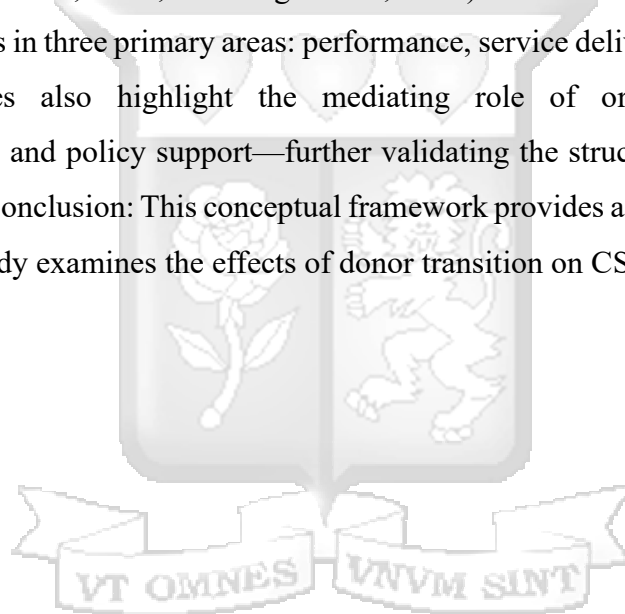 s in three primary areas: performance, service deli
es also highlight the mediating role of or
and policy support—further validating the struc
onclusion: This conceptual framework provides a
dy examines the effects of donor transition on CS
VT OMNES VNVM SINT